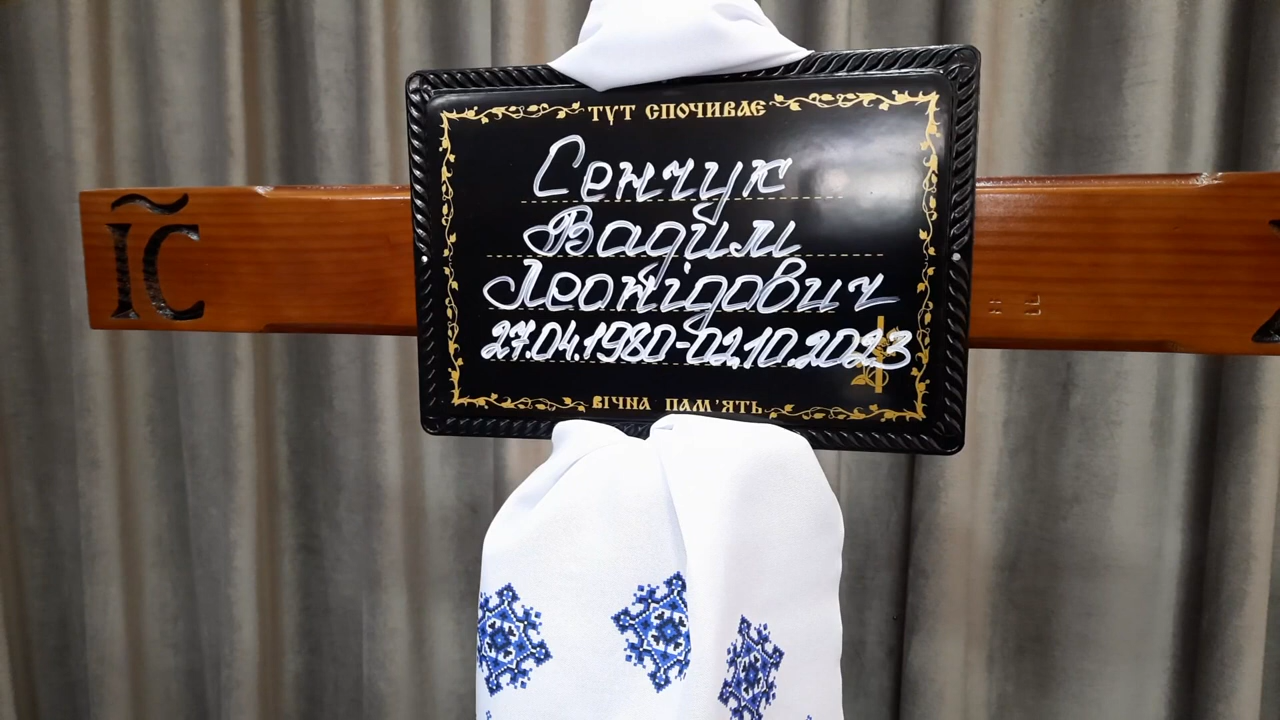 ТУТ СПОЧИВАЄ
Сенчук
Вадим
Леонідович
27.04.1980-02.10.2023
ВІЧНА ПАМ'ЯТЬ
ІС